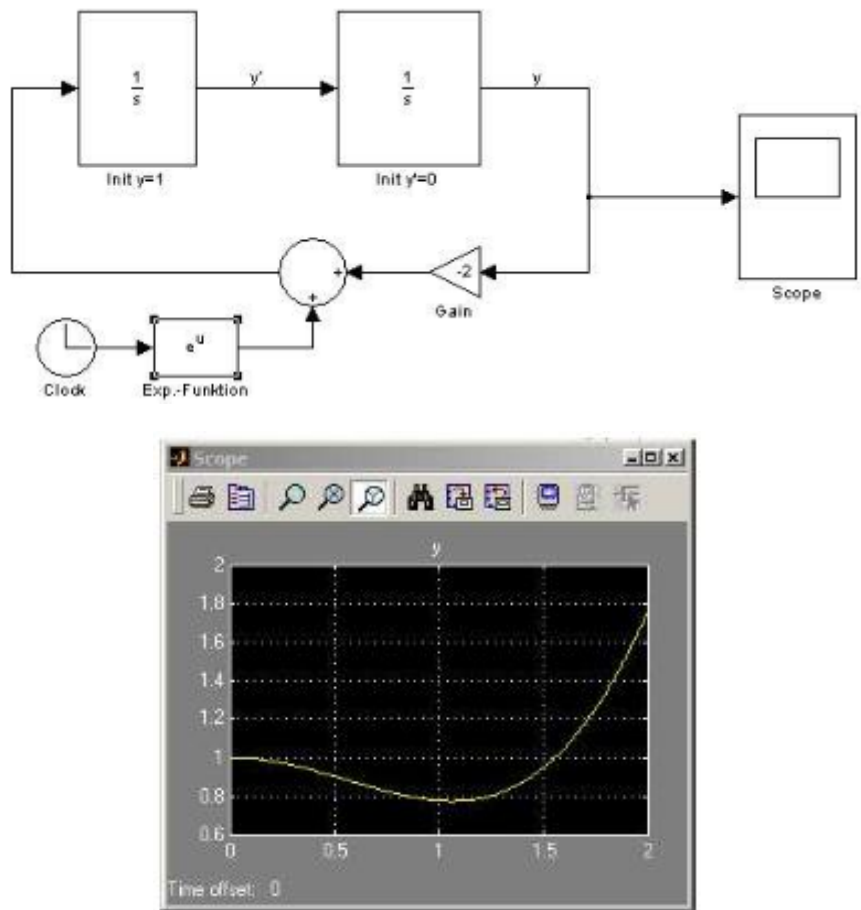 1
s
y'
1
s
y
Init y=1
Init y'=0
+
+
-2
Gain
Scope
e^u
Clock
Exp.-Funktion
Scope
y
2
1.8
1.6
1.4
1.2
1
0.8
0.6
0
0.5
1
1.5
2
Time offset: 0